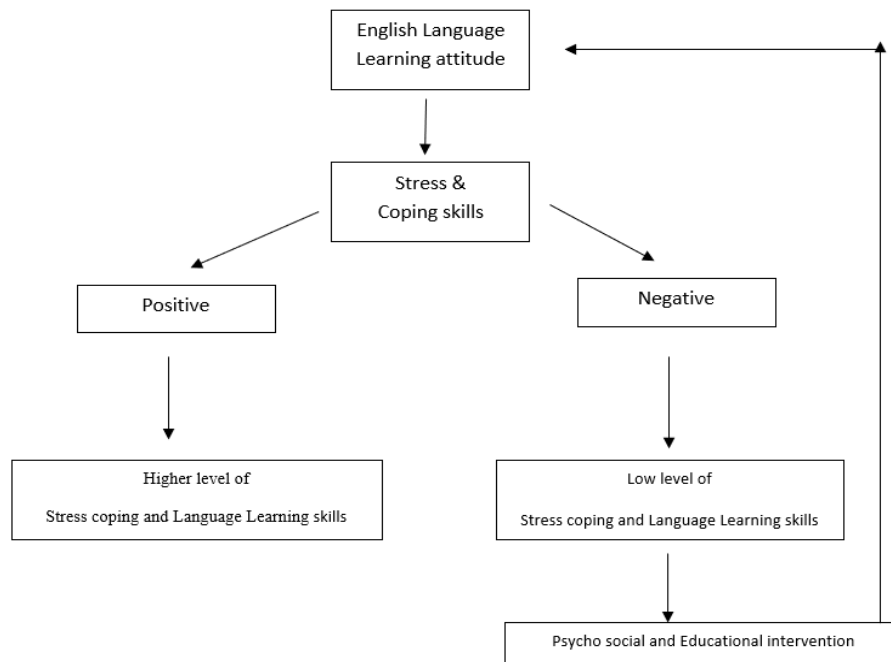 English Language
Learning attitude
Stress &
Coping skills
Positive
Negative
Higher level of
Stress coping and Language Learning skills
Low level of
Stress coping and Language Learning skills
Psycho social and Educational intervention